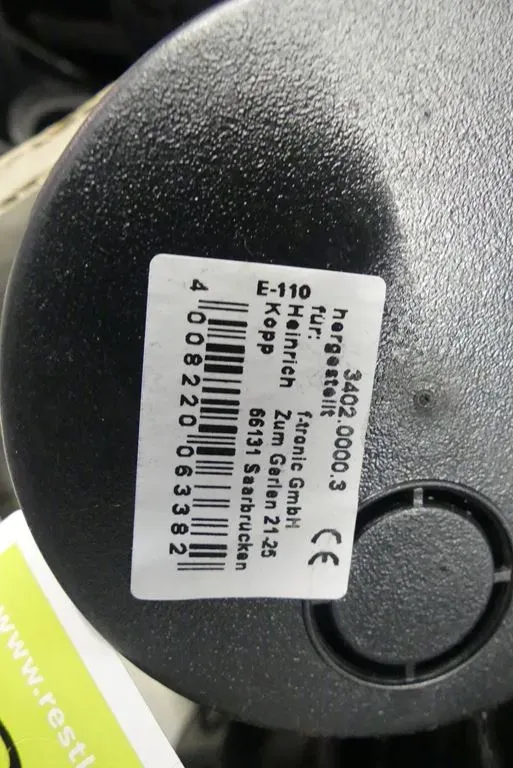 3402.0000.3
hergestellt
für:
Heinrich
Kopp
f-tronic GmbH
Zum Gerlen 21-25
66131 Saarbrücken
E-110
CE
4 008220 063382
www.restl